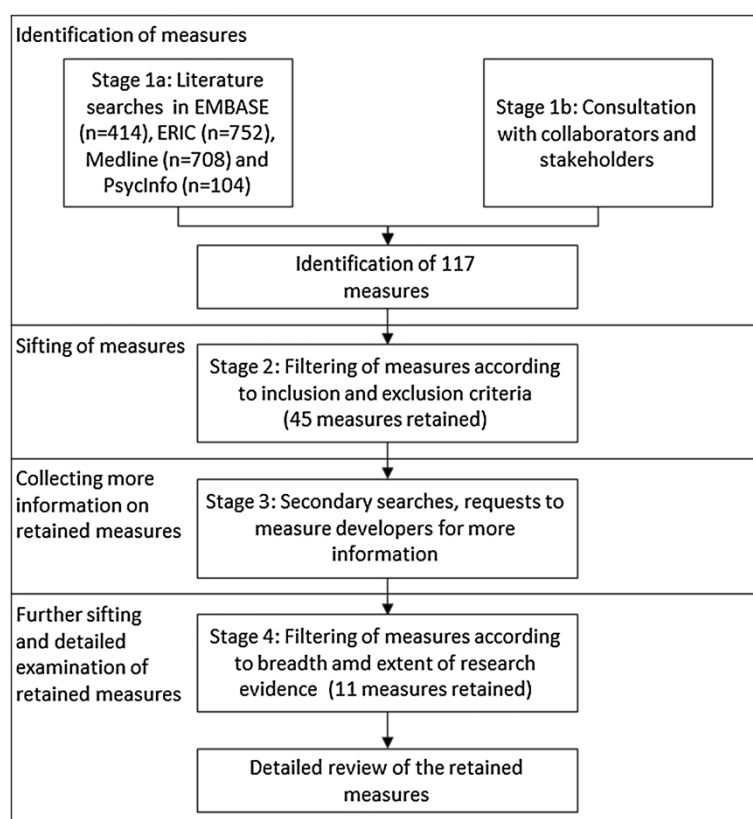 Identification of measures
Stage 1a: Literature
searches in EMBASE
(n=414), ERIC (n=752),
Medline (n=708) and
PsycInfo (n=104)
Stage 1b: Consultation
with collaborators and
stakeholders
Identification of 117
measures
Sifting of measures
Stage 2: Filtering of measures according
to inclusion and exclusion criteria
(45 measures retained)
Collecting more
information on
retained measures
Stage 3: Secondary searches, requests to
measure developers for more
information
Further sifting
and detailed
examination of
retained measures
Stage 4: Filtering of measures according
to breadth amd extent of research
evidence (11 measures retained)
Detailed review of the retained
measures